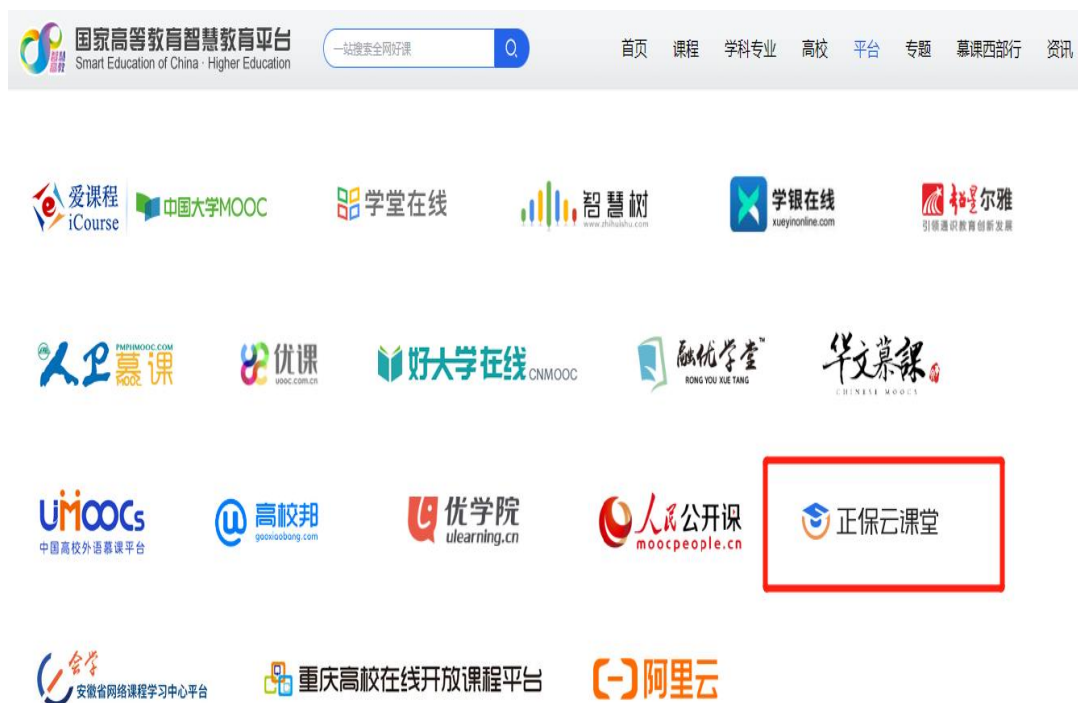 国家高等教育智慧教育平台
Smart Education of China · Higher Education
智慧高教
一站搜索全网好课
首页 课程 学科专业 高校 平台 专题 慕课西部行 资讯
爱课程
iCourse
中国大学MOOC
学堂在线
智慧树
www.zhihuishu.com
学银在线
xueyinonline.com
超星尔雅
引领通识教育创新发展
人卫慕课
PMPHMOOC.COM
优课
uooc.com.cn
好大学在线 CNMOOC
融优学堂
RONG YOU XUE TANG
华文慕課
CHINESE MOOCS
UMOOCs
中国高校外语慕课平台
高校邦
gaoxiaobang.com
优学院
ulearning.cn
人民公开课
moocpeople.cn
正保云课堂
会学
安徽省网络课程学习中心平台
重庆高校在线开放课程平台
阿里云